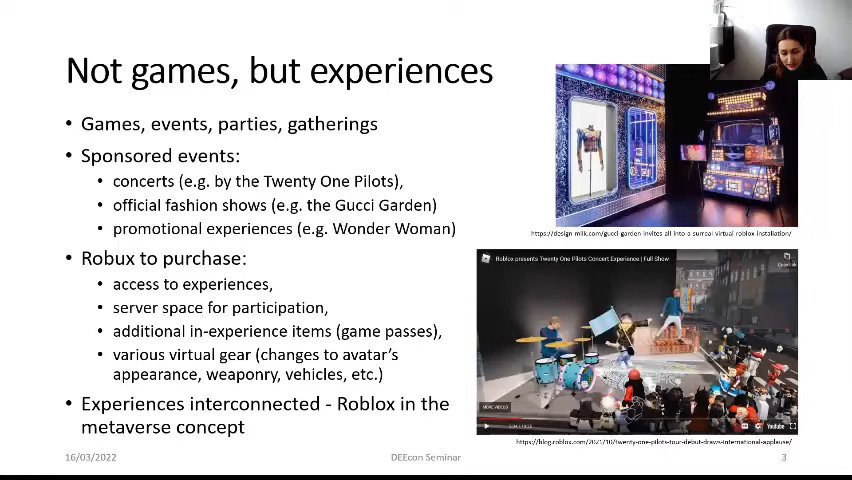 Not games, but experiences
• Games, events, parties, gatherings
• Sponsored events:
• concerts (e.g. by the Twenty One Pilots),
• official fashion shows (e.g. the Gucci Garden)
• promotional experiences (e.g. Wonder Woman)
• Robux to purchase:
• access to experiences,
• server space for participation,
• additional in-experience items (game passes),
• various virtual gear (changes to avatar's
appearance, weaponry, vehicles, etc.)
• Experiences interconnected - Roblox in the
metaverse concept
https://design-milk.com/gucci-garden-invites-all-into-a-surreal-virtual-roblox-installation/
Roblox presents Twenty One Pilots Concert Experience | Full Show
Copy link
MORE VIDEOS
YouTube
https://blog.roblox.com/2021/10/twenty-one-pilots-tour-debut-draws-international-applause/
16/03/2022
DEEcon Seminar
3